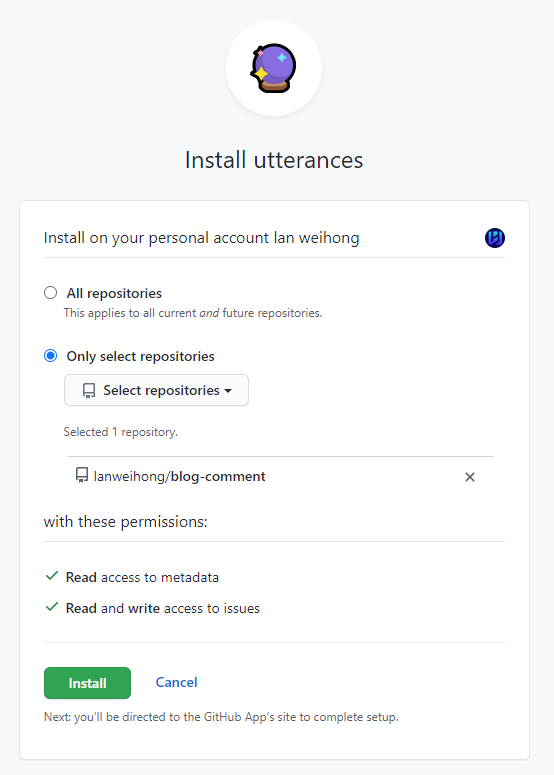 Install utterances
Install on your personal account lan weihong
All repositories
This applies to all current and future repositories.
Only select repositories
Select repositories
Selected 1 repository.
lanweihong/blog-comment
with these permissions:
Read access to metadata
Read and write access to issues
Install Cancel
Next: you’ll be directed to the GitHub App’s site to complete setup.